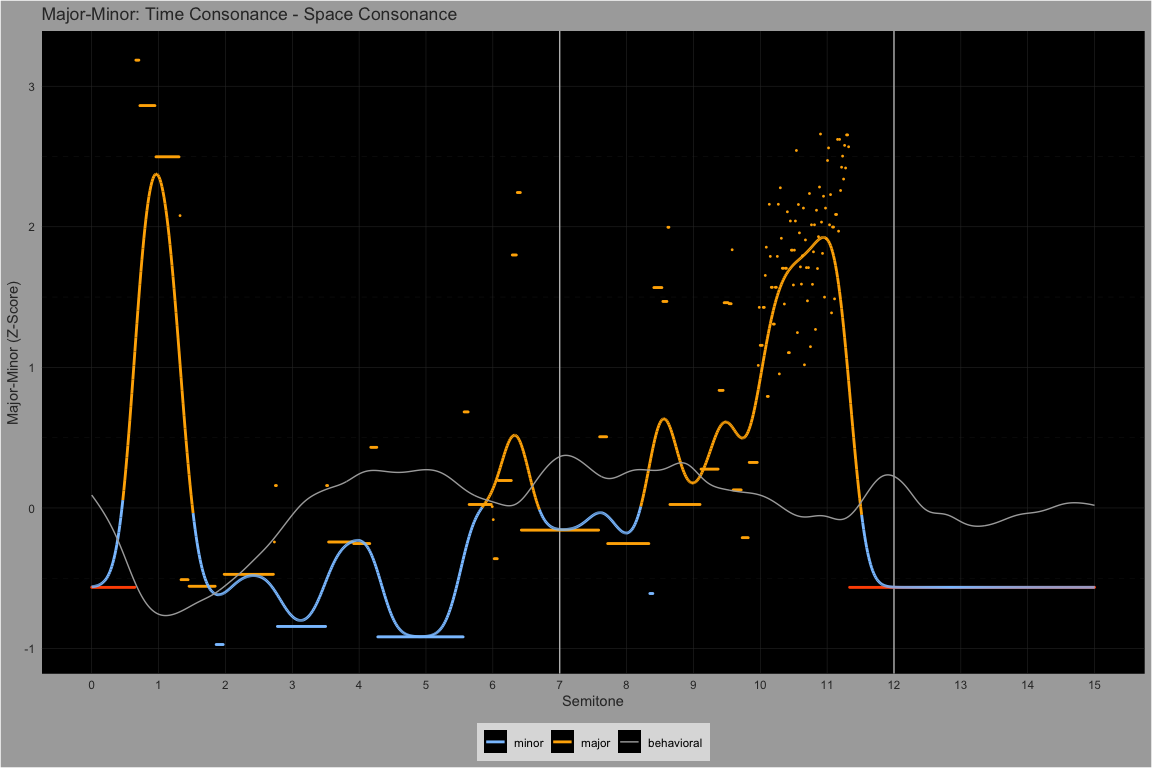 Major-Minor: Time Consonance - Space Consonance
Major-Minor (Z-Score)
3
2
1
0
-1
0 1 2 3 4 5 6 7 8 9 10 11 12 13 14 15
Semitone
minor major behavioral